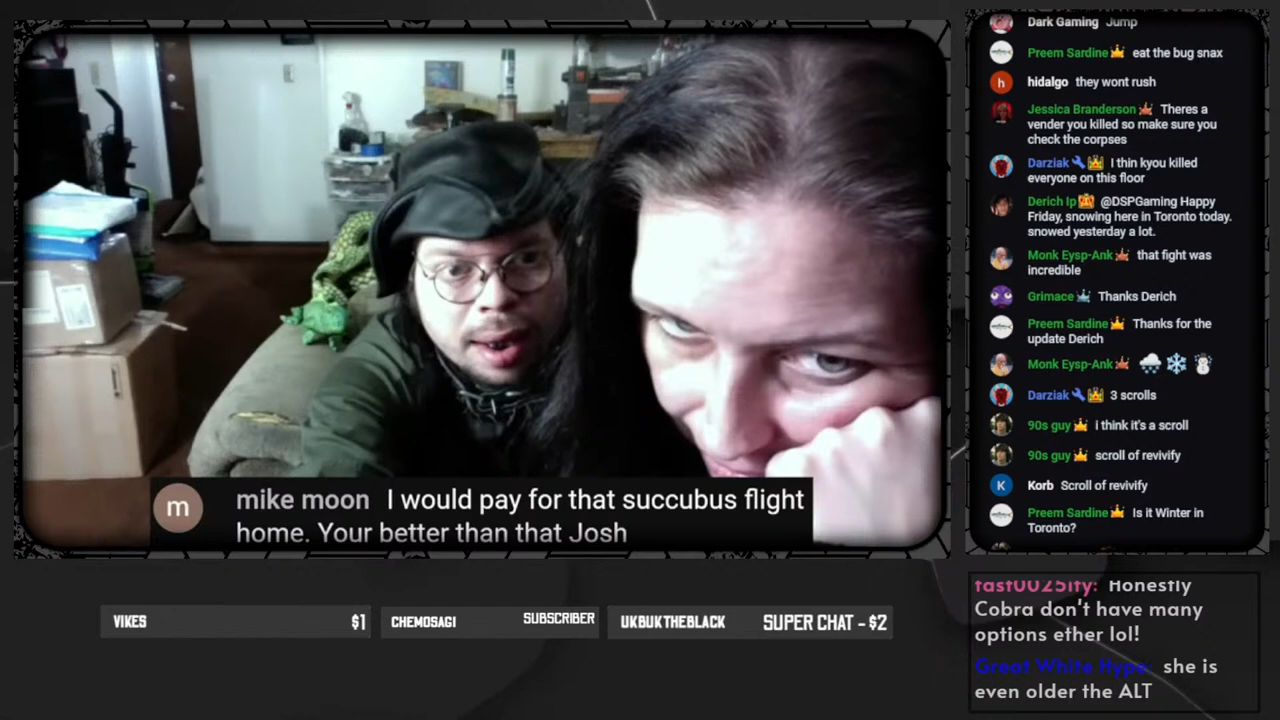 Dark Gaming Jump
Preem Sardine eat the bug snax
hidalgo they wont rush
Jessica Branderson Theres a
vender you killed so make sure you
check the corpses
Darziak I thin kyou killed
everyone on this floor
Derich Ip @DSPGaming Happy
Friday, snowing here in Toronto today.
snowed yesterday a lot.
Monk Eysp-Ank that fight was
incredible
Grimace Thanks Derich
Preem Sardine Thanks for the
update Derich
Monk Eysp-Ank
Darziak 3 scrolls
90s guy i think it's a scroll
90s guy scroll of revivify
K Korb Scroll of revivify
Preem Sardine Is it Winter in
Toronto?
m mike moon I would pay for that succubus flight
home. Your better than that Josh
VIKES $1
CHEMOSAGI SUBSCRIBER
UKBUKTHEBLACK SUPER CHAT - $2
fast0025ify: Honestly
Cobra don't have many
options ether lol!
Great White Hype: she is
even older the ALT